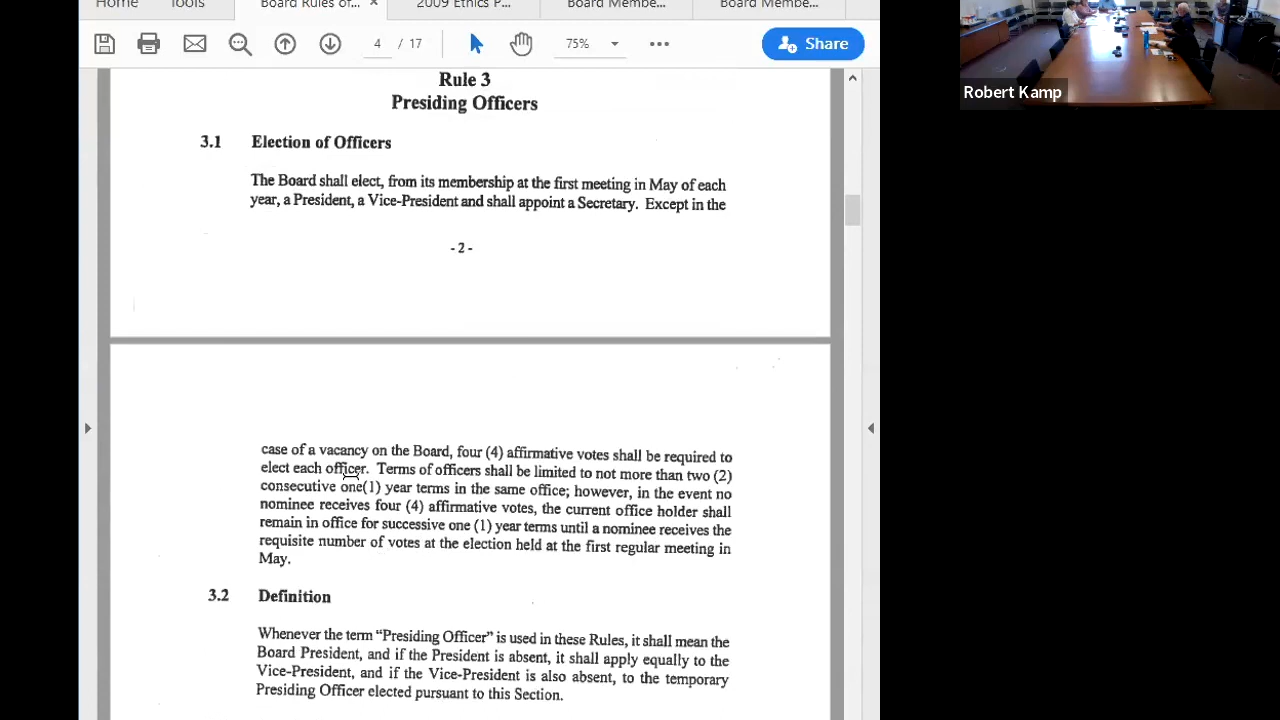 Home
Tools
Board Rules of...
2009 Ethics P...
Board Membe...
Board Membe...
4 / 17
75%
Share
Robert Kamp
Rule 3
Presiding Officers
3.1 Election of Officers
The Board shall elect, from its membership at the first meeting in May of each
year, a President, a Vice-President and shall appoint a Secretary. Except in the
- 2 -
case of a vacancy on the Board, four (4) affirmative votes shall be required to
elect each officer. Terms of officers shall be limited to not more than two (2)
consecutive one(1) year terms in the same office; however, in the event no
nominee receives four (4) affirmative votes, the current office holder shall
remain in office for successive one (1) year terms until a nominee receives the
requisite number of votes at the election held at the first regular meeting in
May.
3.2 Definition
Whenever the term “Presiding Officer” is used in these Rules, it shall mean the
Board President, and if the President is absent, it shall apply equally to the
Vice-President, and if the Vice-President is also absent, to the temporary
Presiding Officer elected pursuant to this Section.